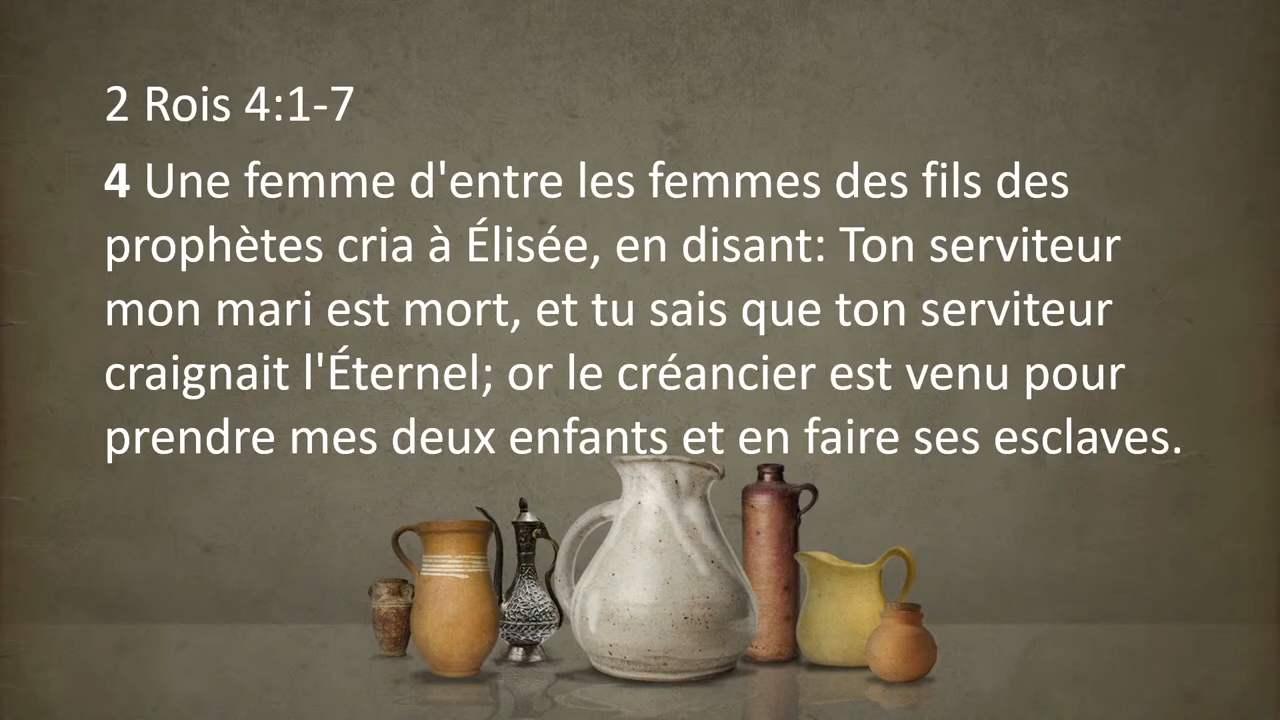 2 Rois 4:1-7
4 Une femme d'entre les femmes des fils des
prophètes cria à Élisée, en disant: Ton serviteur
mon mari est mort, et tu sais que ton serviteur
craignait l'Éternel; or le créancier est venu pour
prendre mes deux enfants et en faire ses esclaves.